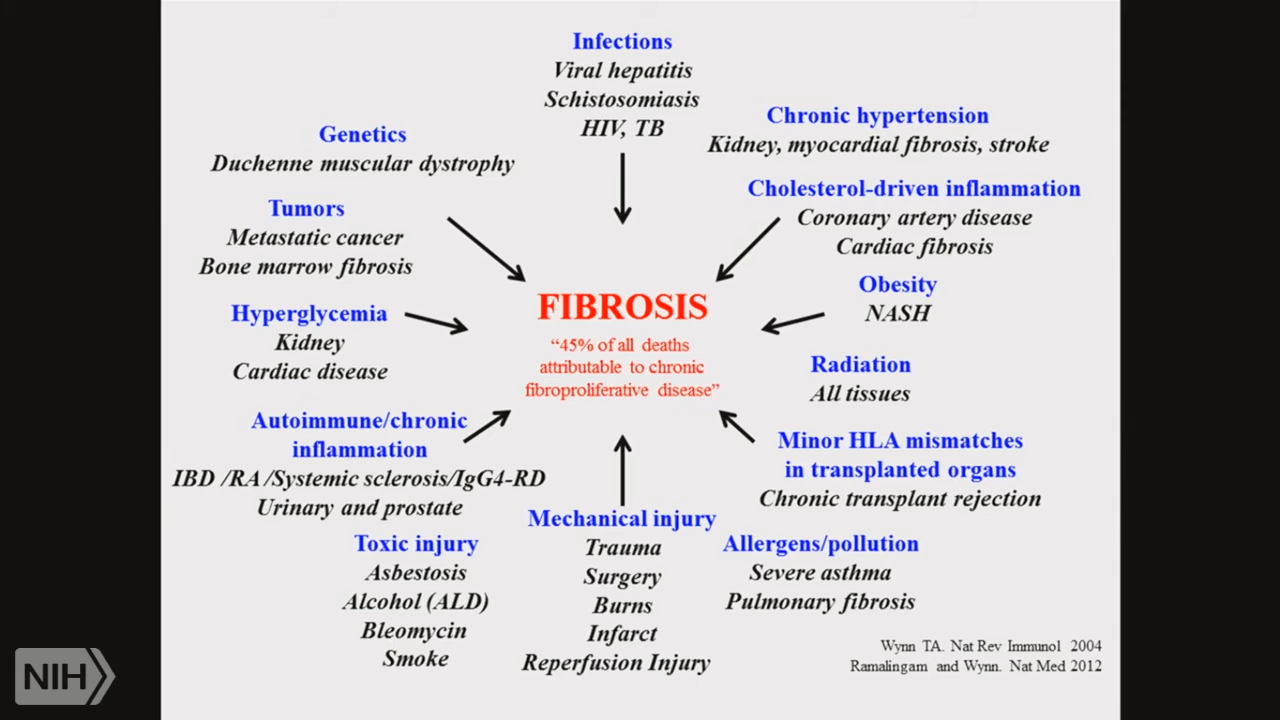 Infections
Viral hepatitis
Schistosomiasis
HIV, TB
Genetics
Duchenne muscular dystrophy
Tumors
Metastatic cancer
Bone marrow fibrosis
Hyperglycemia
Kidney
Cardiac disease
Autoimmune/chronic
inflammation
IBD /RA /Systemic sclerosis/IgG4-RD
Urinary and prostate
Toxic injury
Asbestosis
Alcohol (ALD)
Bleomycin
Smoke
FIBROSIS
“45% of all deaths
attributable to chronic
fibroproliferative disease”
Mechanical injury
Trauma
Surgery
Burns
Infarct
Reperfusion Injury
Chronic hypertension
Kidney, myocardial fibrosis, stroke
Cholesterol-driven inflammation
Coronary artery disease
Cardiac fibrosis
Obesity
NASH
Radiation
All tissues
Minor HLA mismatches
in transplanted organs
Chronic transplant rejection
Allergens/pollution
Severe asthma
Pulmonary fibrosis
Wynn TA. Nat Rev Immunol 2004
Ramalingam and Wynn. Nat Med 2012
NIH